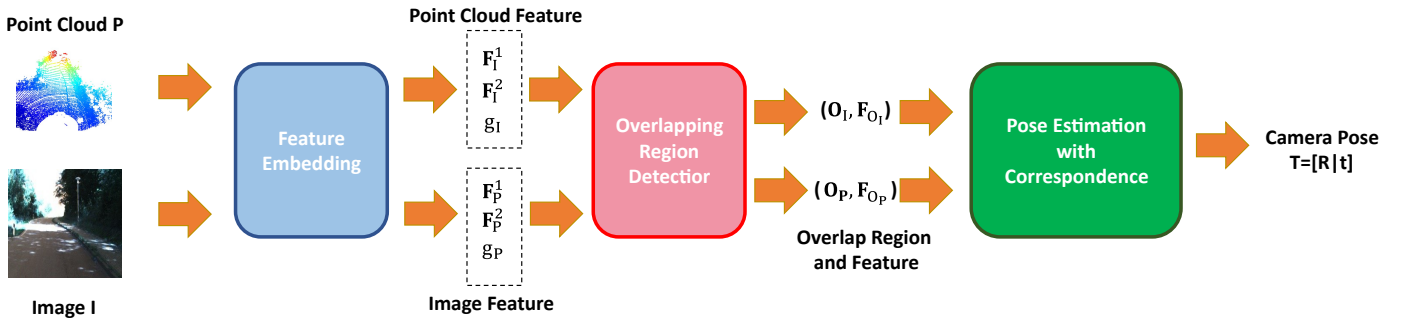 Point Cloud P
Image I
Feature
Embedding
Point Cloud Feature
F_I^1
F_I^2
g_I
F_P^1
F_P^2
g_P
Image Feature
Overlapping
Region
Detectior
(O_I, F_{O_I})
(O_P, F_{O_P})
Overlap Region
and Feature
Pose Estimation
with
Correspondence
Camera Pose
T=[R|t]